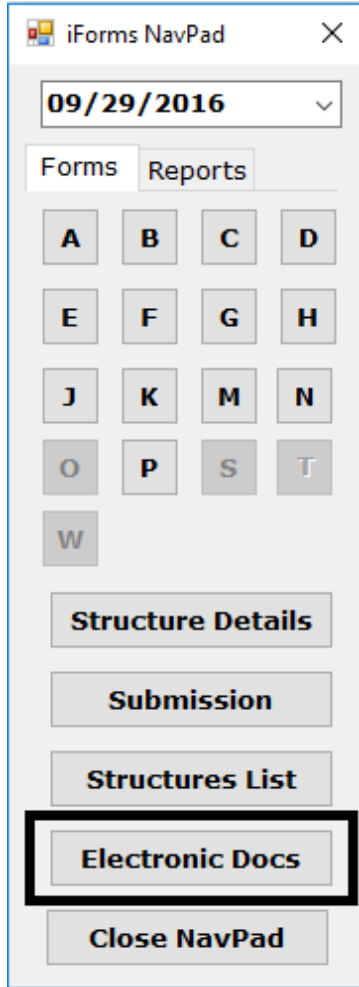 iForms NavPad
09/29/2016
Forms Reports
A B C D
E F G H
J K M N
O P S T
W
Structure Details
Submission
Structures List
Electronic Docs
Close NavPad